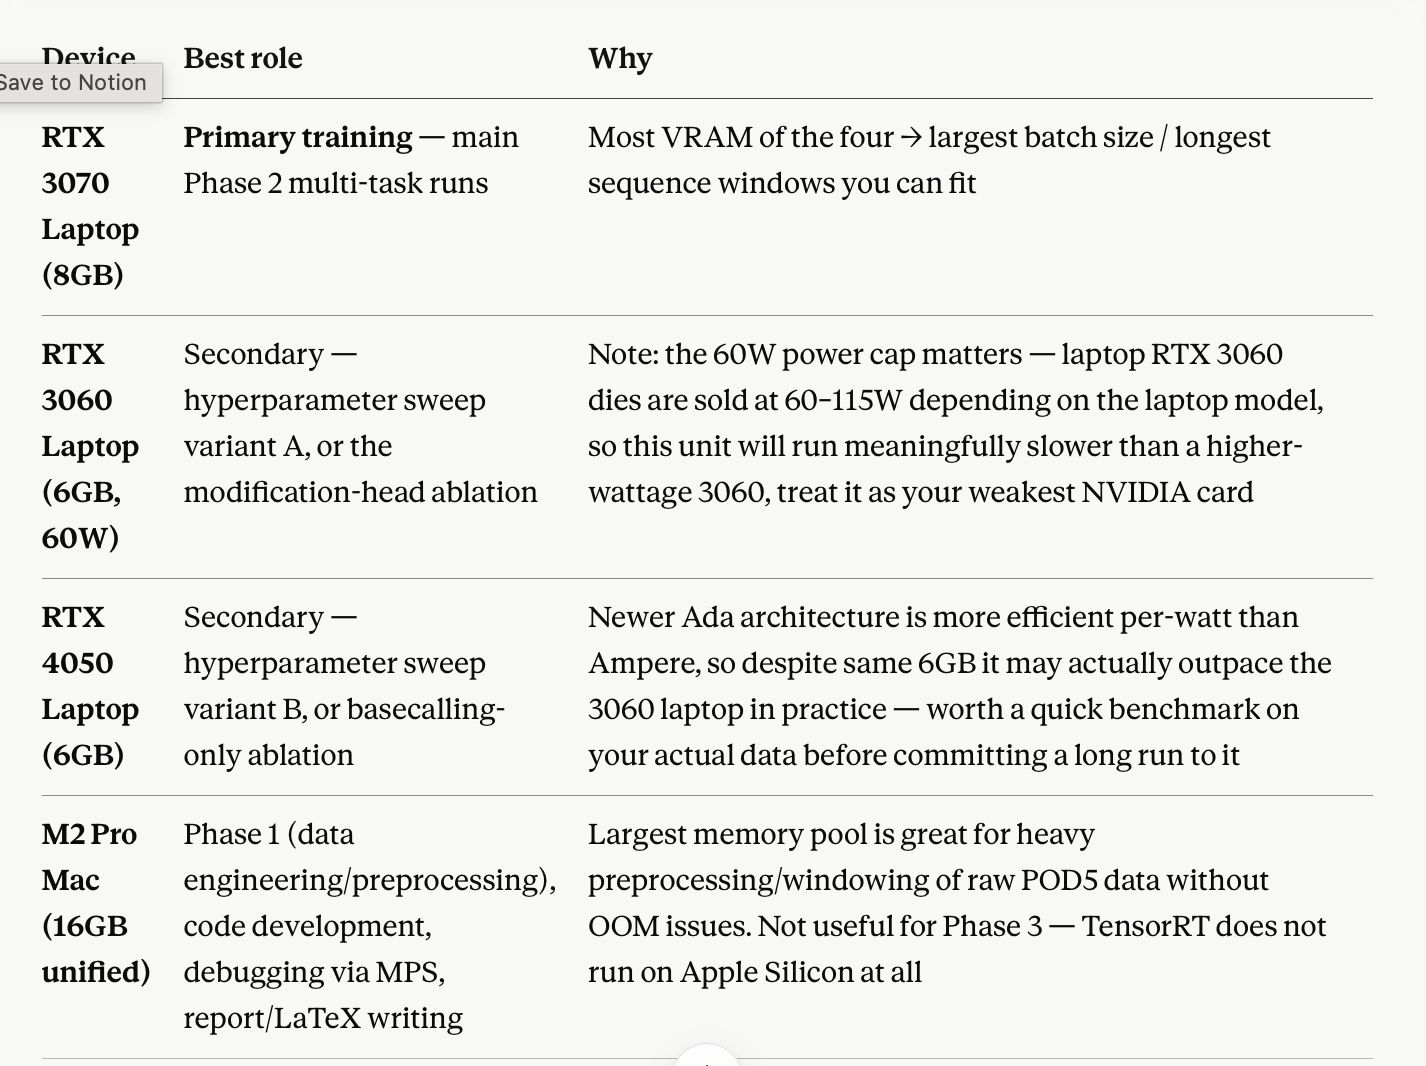 Device Best role Why
Save to Notion
RTX Primary training — main Most VRAM of the four → largest batch size / longest
3070 Phase 2 multi-task runs sequence windows you can fit
Laptop
(8GB)
RTX Secondary — Note: the 60W power cap matters — laptop RTX 3060
3060 hyperparameter sweep dies are sold at 60–115W depending on the laptop model,
Laptop variant A, or the so this unit will run meaningfully slower than a higher-
(6GB, modification-head ablation wattage 3060, treat it as your weakest NVIDIA card
60W)
RTX Secondary — Newer Ada architecture is more efficient per-watt than
4050 hyperparameter sweep Ampere, so despite same 6GB it may actually outpace the
Laptop variant B, or basecalling- 3060 laptop in practice — worth a quick benchmark on
(6GB) only ablation your actual data before committing a long run to it
M2 Pro Phase 1 (data Largest memory pool is great for heavy
Mac engineering/preprocessing), preprocessing/windowing of raw POD5 data without
(16GB code development, OOM issues. Not useful for Phase 3 — TensorRT does not
unified) debugging via MPS, run on Apple Silicon at all
report/LaTeX writing